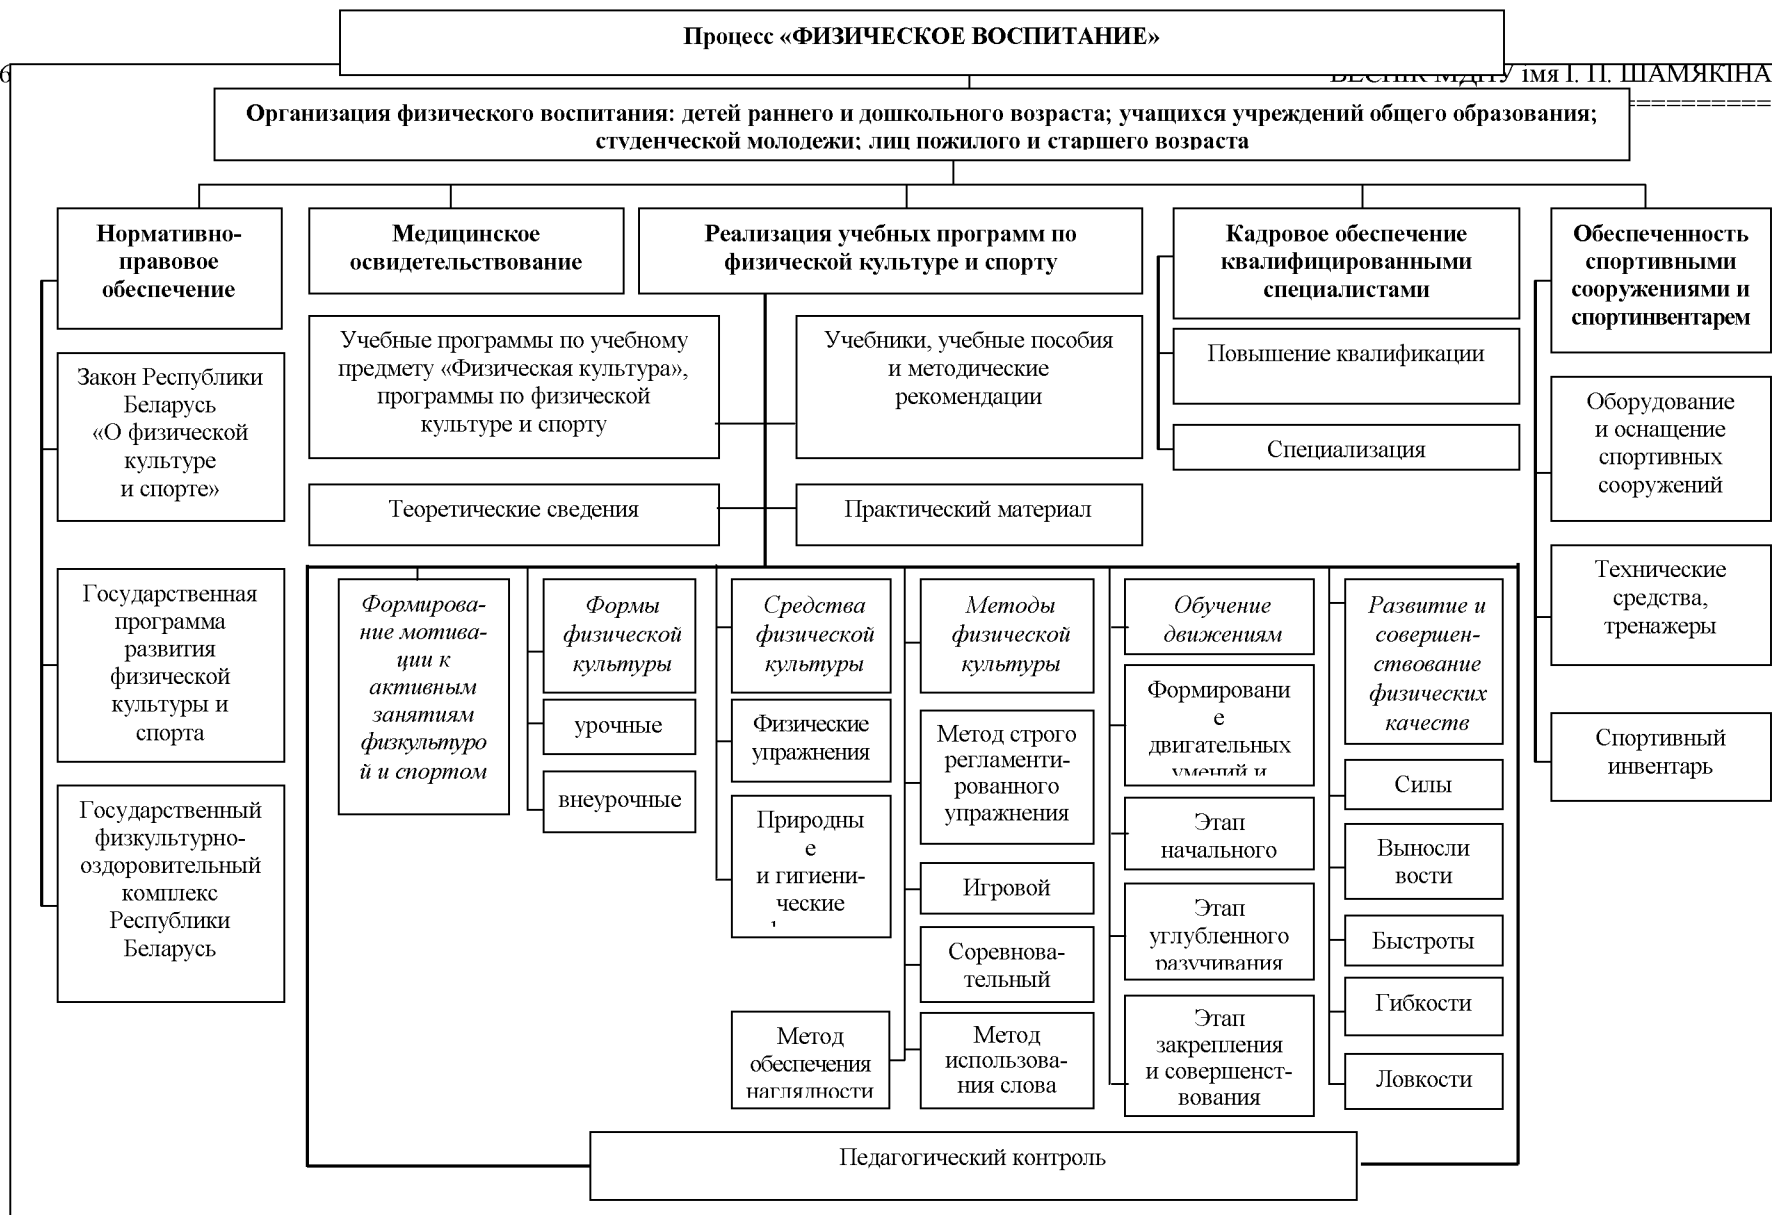 Процесс «ФИЗИЧЕСКОЕ ВОСПИТАНИЕ»
6
ВЕСНІК МДПУ імя І. П. ШАМЯКІНА
Организация физического воспитания: детей раннего и дошкольного возраста; учащихся учреждений общего образования;
студенческой молодежи; лиц пожилого и старшего возраста
Нормативно-
правовое
обеспечение
Закон Республики
Беларусь
«О физической
культуре
и спорте»
Государственная
программа
развития
физической
культуры и
спорта
Государственный
физкультурно-
оздоровительный
комплекс
Республики
Беларусь
Медицинское
освидетельствование
Реализация учебных программ по
физической культуре и спорту
Учебные программы по учебному
предмету «Физическая культура»,
программы по физической
культуре и спорту
Учебники, учебные пособия
и методические
рекомендации
Теоретические сведения
Практический материал
Кадровое обеспечение
квалифицированными
специалистами
Повышение квалификации
Специализация
Обеспеченность
спортивными
сооружениями и
спортинвентарем
Оборудование
и оснащение
спортивных
сооружений
Технические
средства,
тренажеры
Спортивный
инвентарь
Формирова-
ние мотива-
ции к
активным
занятиям
физкультуро
й и спортом
Формы
физической
культуры
урочные
внеурочные
Средства
физической
культуры
Физические
упражнения
Природны
е
и гигиени-
ческие
Методы
физической
культуры
Метод строго
регламенти-
рованного
упражнения
Игровой
Соревнова-
тельный
Метод
использова-
ния слова
Метод
обеспечения
наглядности
Обучение
движениям
Формировани
е
двигательных
умений и
Этап
начального
Этап
углубленного
разучивания
Этап
закрепления
и совершенст-
вования
Развитие и
совершен-
ствование
физических
качеств
Силы
Выносли
вости
Быстроты
Гибкости
Ловкости
Педагогический контроль